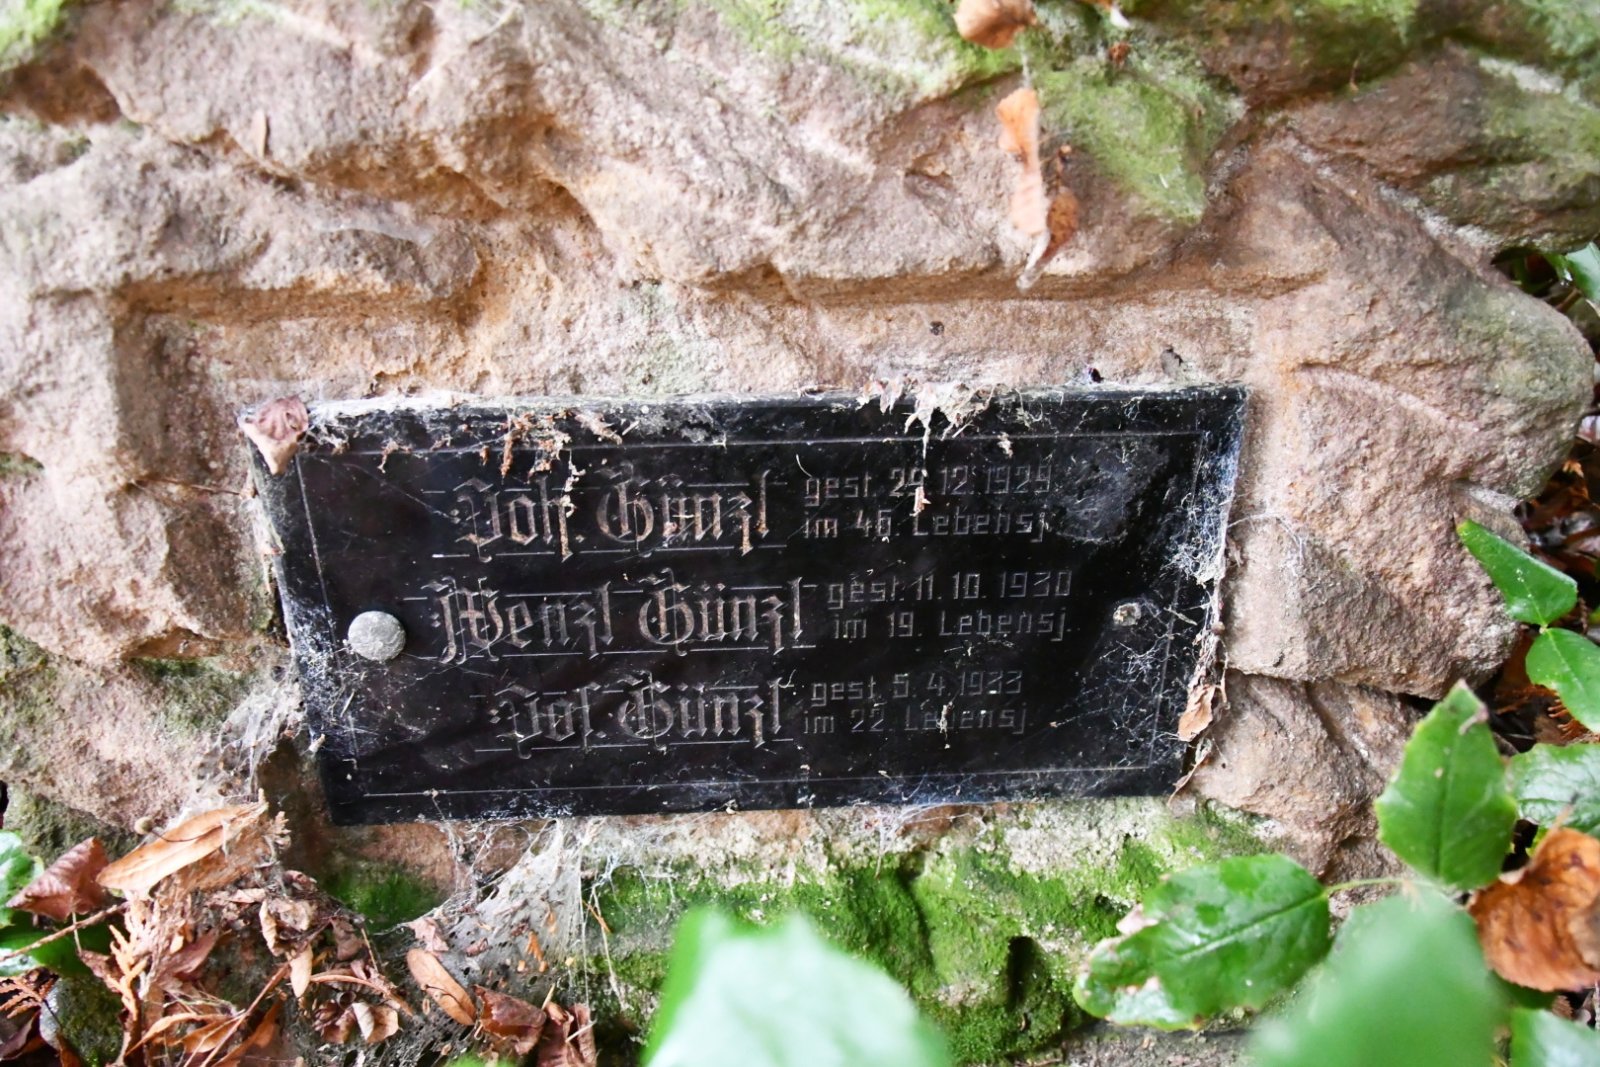 Joh. Günzl gest. 29.12.1929
im 46. Lebensj.
Wenzl Günzl gest. 11.10.1930
im 19. Lebensj.
Jos. Günzl gest. 5.4.1933
im 22. Lebensj.